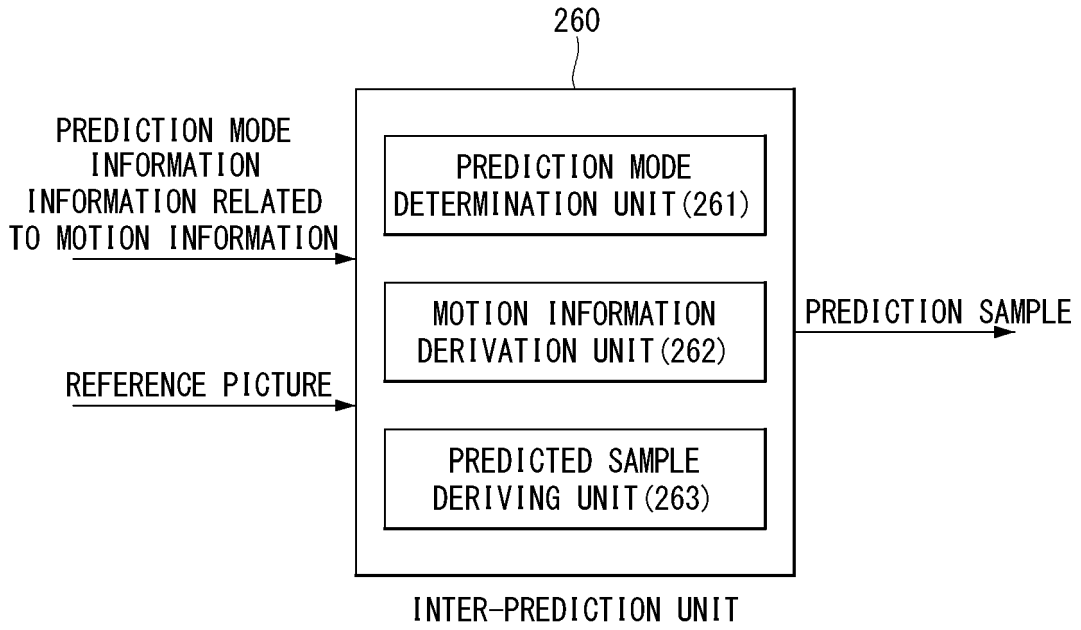 260
PREDICTION MODE
INFORMATION
INFORMATION RELATED
TO MOTION INFORMATION
REFERENCE PICTURE
PREDICTION MODE
DETERMINATION UNIT(261)
MOTION INFORMATION
DERIVATION UNIT(262)
PREDICTED SAMPLE
DERIVING UNIT(263)
PREDICTION SAMPLE
INTER-PREDICTION UNIT